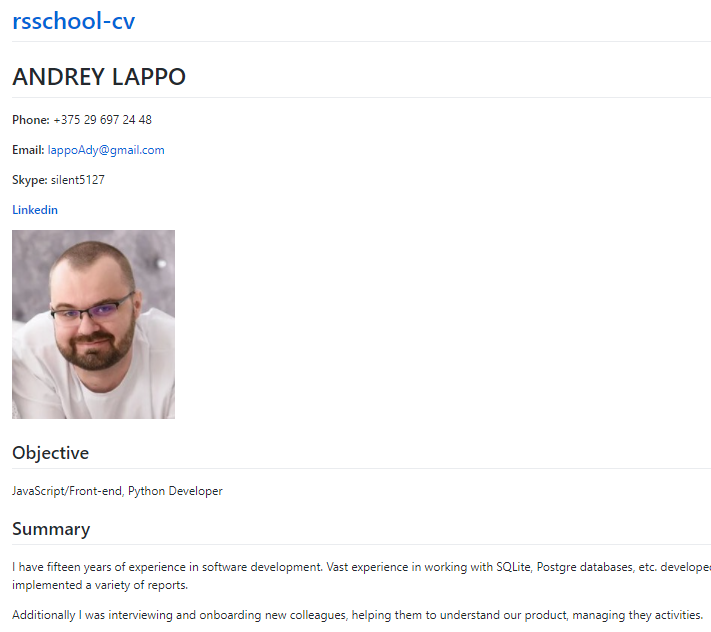 rsschool-cv
ANDREY LAPPO
Phone: +375 29 697 24 48
Email: lappoAdy@gmail.com
Skype: silent5127
Linkedin
Objective
JavaScript/Front-end, Python Developer
Summary
I have fifteen years of experience in software development. Vast experience in working with SQLite, Postgre databases, etc.
implemented a variety of reports.
Additionally I was interviewing and onboarding new colleagues, helping them to understand our product, managing they activities.